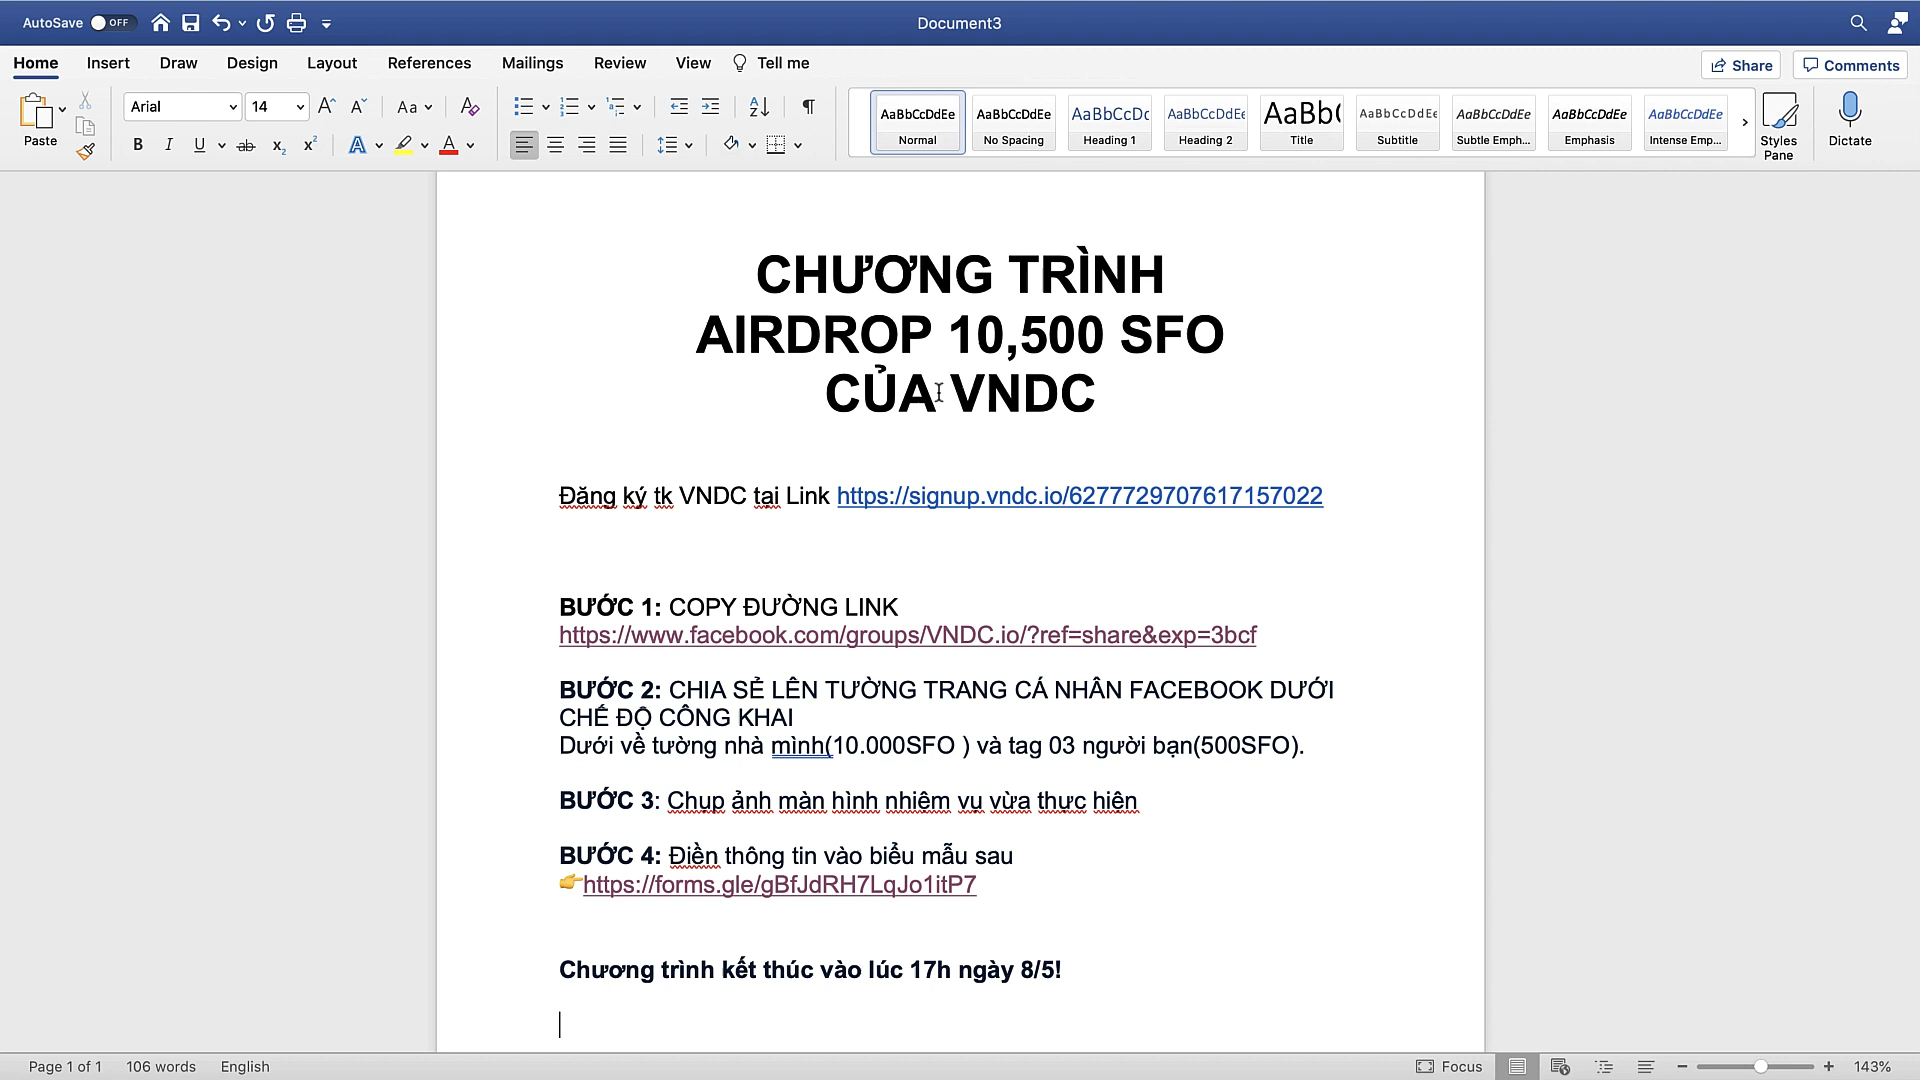 AutoSave OFF Document3
Home Insert Draw Design Layout References Mailings Review View Tell me Share Comments
Paste Arial 14 Aa
AaBbCcDdEe AaBbCcDdEe AaBbCcDc AaBbCcDdEe AaBb( AaBbCcDdEe AaBbCcDdEe AaBbCcDdEe AaBbCcDdEe
Normal No Spacing Heading 1 Heading 2 Title Subtitle Subtle Emph... Emphasis Intense Emp... Styles Pane Dictate
CHƯƠNG TRÌNH
AIRDROP 10,500 SFO
CỦA VNDC
Đăng ký tk VNDC tại Link https://signup.vndc.io/6277729707617157022
BƯỚC 1: COPY ĐƯỜNG LINK
https://www.facebook.com/groups/VNDC.io/?ref=share&exp=3bcf
BƯỚC 2: CHIA SẺ LÊN TƯỜNG TRANG CÁ NHÂN FACEBOOK DƯỚI
CHẾ ĐỘ CÔNG KHAI
Dưới về tường nhà mình(10.000SFO ) và tag 03 người bạn(500SFO).
BƯỚC 3: Chụp ảnh màn hình nhiệm vụ vừa thực hiện
BƯỚC 4: Điền thông tin vào biểu mẫu sau
👉https://forms.gle/gBfJdRH7LqJo1itP7
Chương trình kết thúc vào lúc 17h ngày 8/5!
Page 1 of 1 106 words English Focus 143%